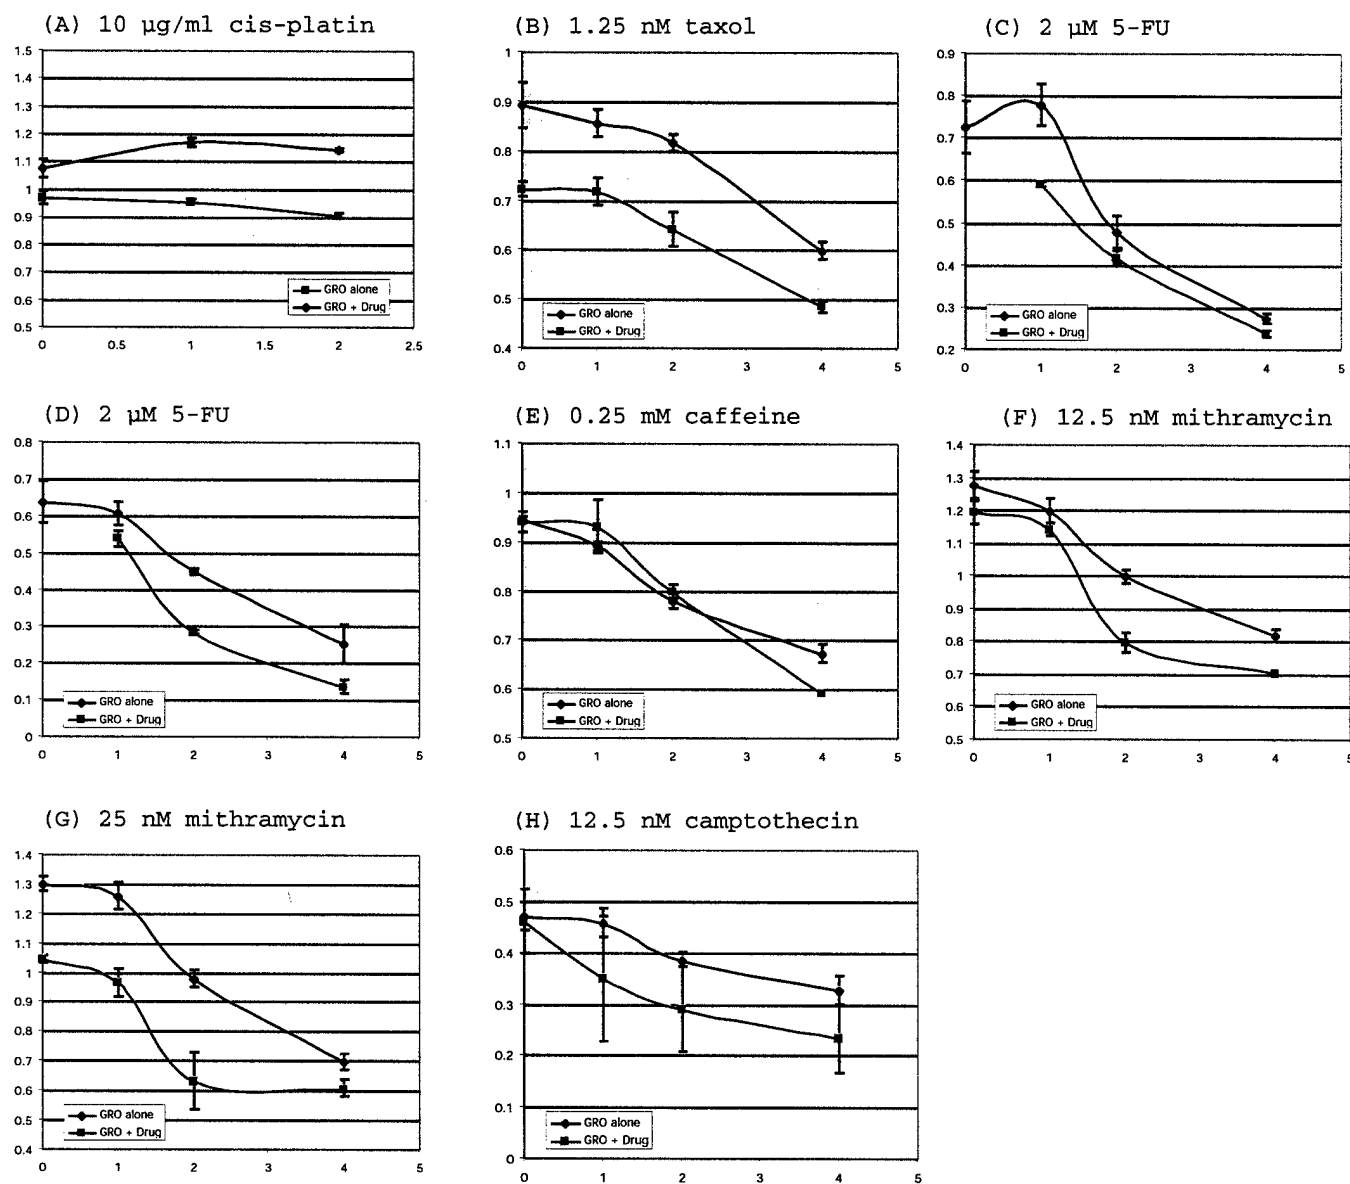 (A) 10 µg/ml cis-platin
1.5
1.4
1.3
1.2
1.1
1
0.9
0.8
0.7
0.6
0.5
GRO alone
GRO + Drug
0 0.5 1 1.5 2 2.5
(B) 1.25 nM taxol
1
0.9
0.8
0.7
0.6
0.5
0.4
GRO alone
GRO + Drug
0 1 2 3 4 5
(C) 2 µM 5-FU
0.9
0.8
0.7
0.6
0.5
0.4
0.3
0.2
GRO alone
GRO + Drug
0 1 2 3 4 5
(D) 2 µM 5-FU
0.8
0.7
0.6
0.5
0.4
0.3
0.2
0.1
0
GRO alone
GRO + Drug
0 1 2 3 4 5
(E) 0.25 mM caffeine
1.1
1
0.9
0.8
0.7
0.6
0.5
GRO alone
GRO + Drug
0 1 2 3 4 5
(F) 12.5 nM mithramycin
1.4
1.3
1.2
1.1
1
0.9
0.8
0.7
0.6
0.5
GRO alone
GRO + Drug
0 1 2 3 4 5
(G) 25 nM mithramycin
1.4
1.3
1.2
1.1
1
0.9
0.8
0.7
0.6
0.5
0.4
GRO alone
GRO + Drug
0 1 2 3 4 5
(H) 12.5 nM camptothecin
0.6
0.5
0.4
0.3
0.2
0.1
0
GRO alone
GRO + Drug
0 1 2 3 4 5